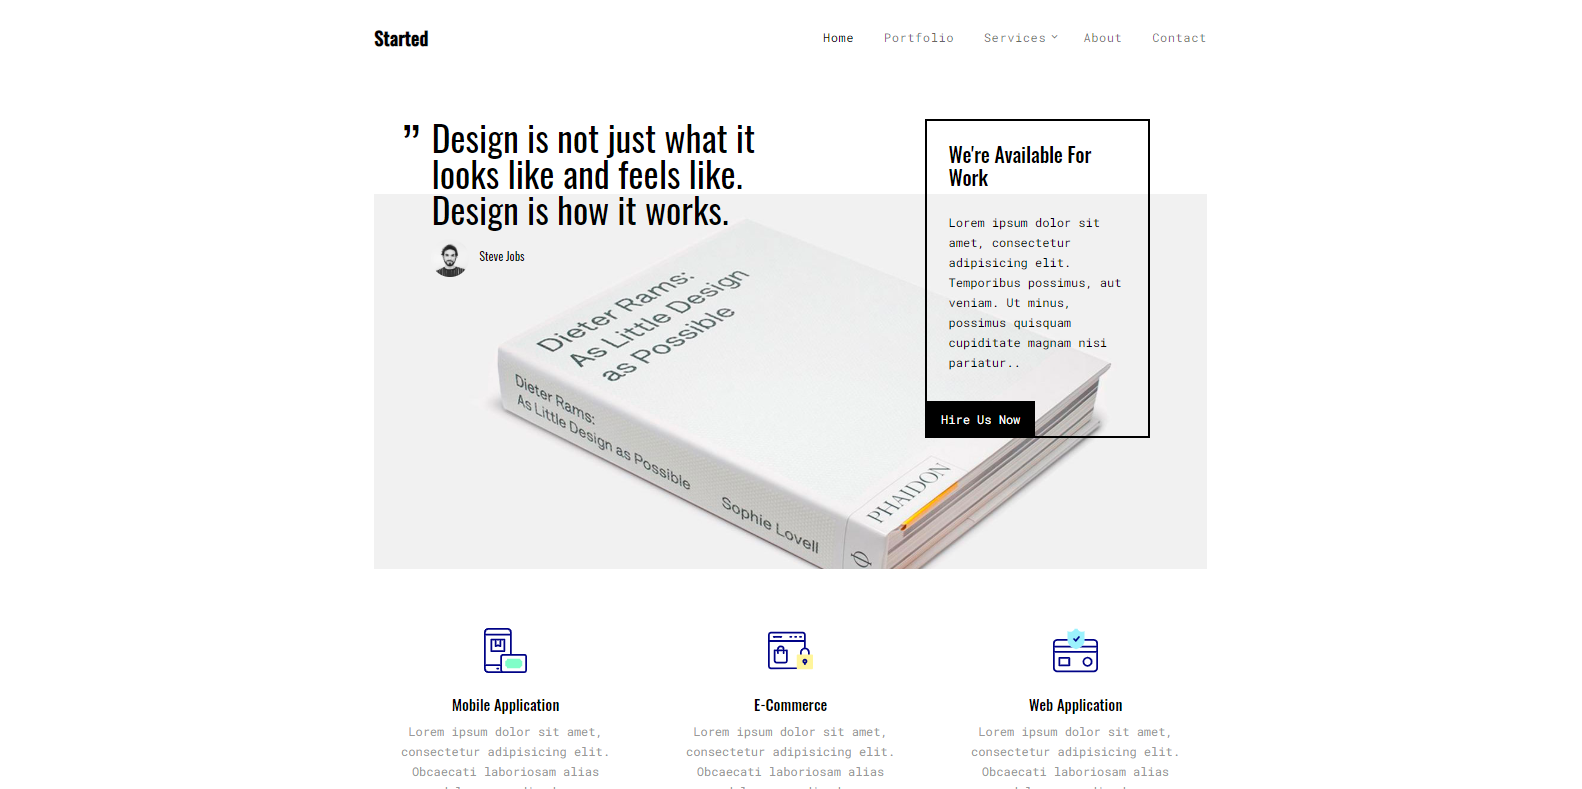 Started
Home Portfolio Services About Contact
” Design is not just what it
looks like and feels like.
Design is how it works.
Steve Jobs
We're Available For
Work
Lorem ipsum dolor sit
amet, consectetur
adipisicing elit.
Temporibus possimus, aut
veniam. Ut minus,
possimus quisquam
cupiditate magnam nisi
pariatur..
Hire Us Now
Dieter Rams:
As Little Design
as Possible
Dieter Rams:
As Little Design as Possible
Sophie Lovell
PHAIDON
Mobile Application
Lorem ipsum dolor sit amet,
consectetur adipisicing elit.
Obcaecati laboriosam alias
E-Commerce
Lorem ipsum dolor sit amet,
consectetur adipisicing elit.
Obcaecati laboriosam alias
Web Application
Lorem ipsum dolor sit amet,
consectetur adipisicing elit.
Obcaecati laboriosam alias